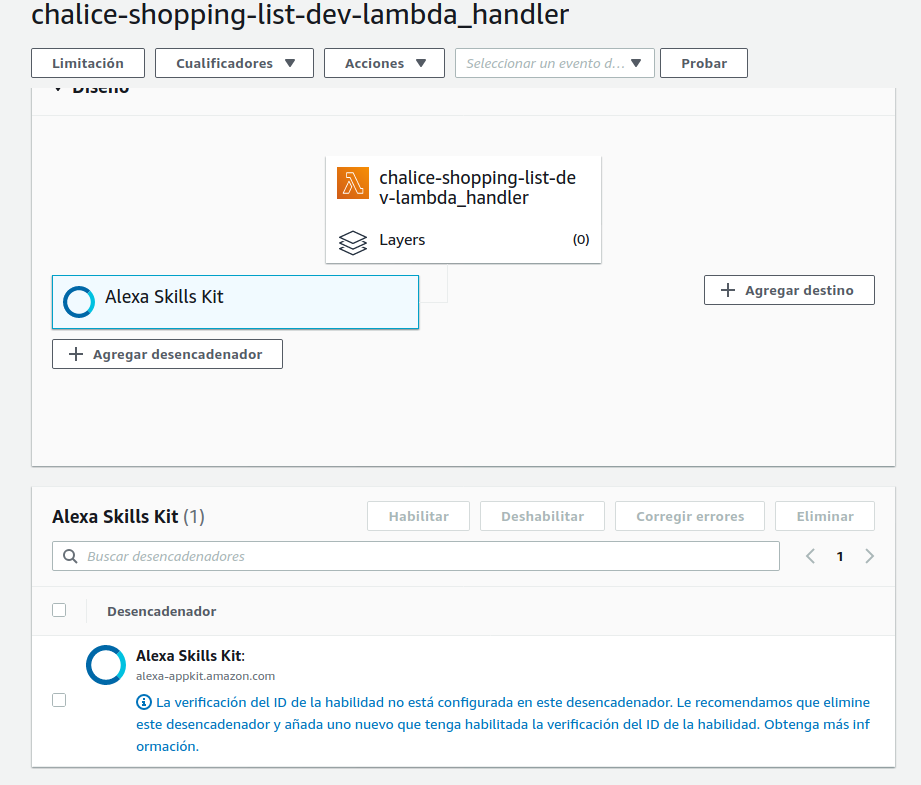 chalice-shopping-list-dev-lambda_handler
Limitación
Cualificadores
Acciones
Seleccionar un evento d...
Probar
Diseño
chalice-shopping-list-de
v-lambda_handler
Layers
(0)
Alexa Skills Kit
Agregar destino
Agregar desencadenador
Alexa Skills Kit (1)
Habilitar
Deshabilitar
Corregir errores
Eliminar
Buscar desencadenadores
1
Desencadenador
Alexa Skills Kit:
alexa-appkit.amazon.com
La verificación del ID de la habilidad no está configurada en este desencadenador. Le recomendamos que elimine
este desencadenador y añada uno nuevo que tenga habilitada la verificación del ID de la habilidad. Obtenga más inf
ormación.